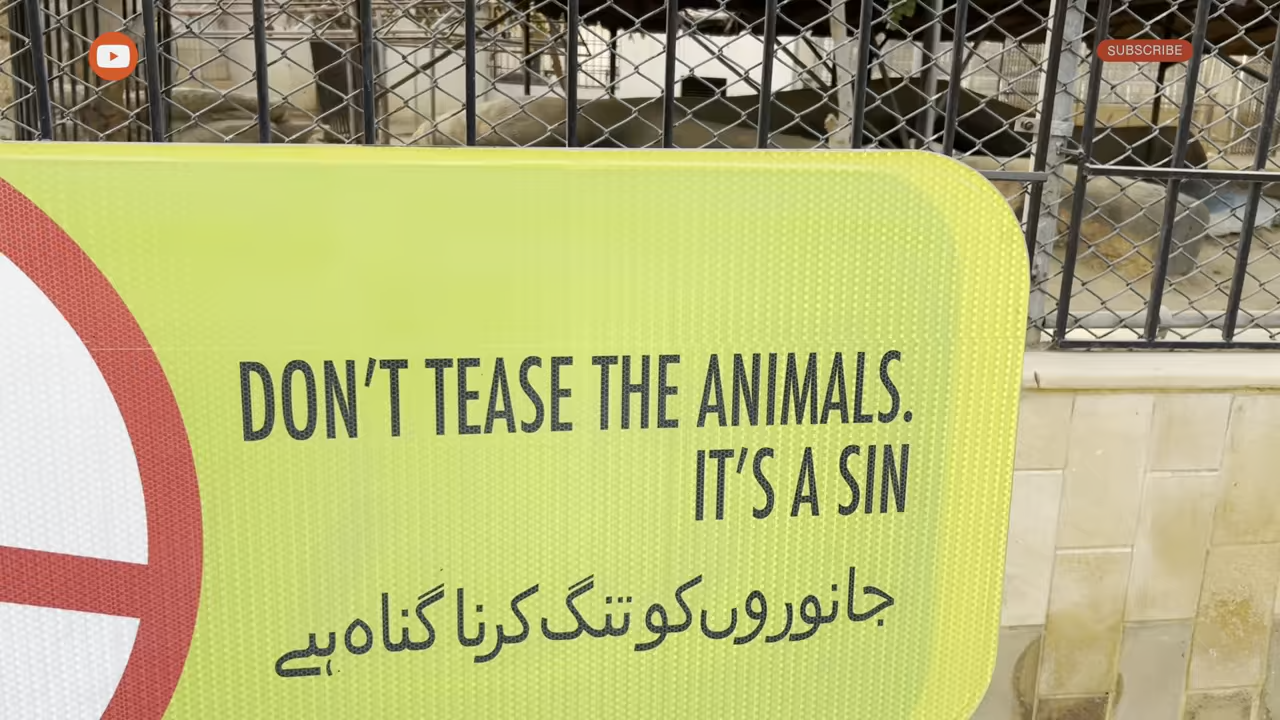 SUBSCRIBE
DON'T TEASE THE ANIMALS.
IT'S A SIN
جانوروں کو تنگ کرنا گناہ ہے